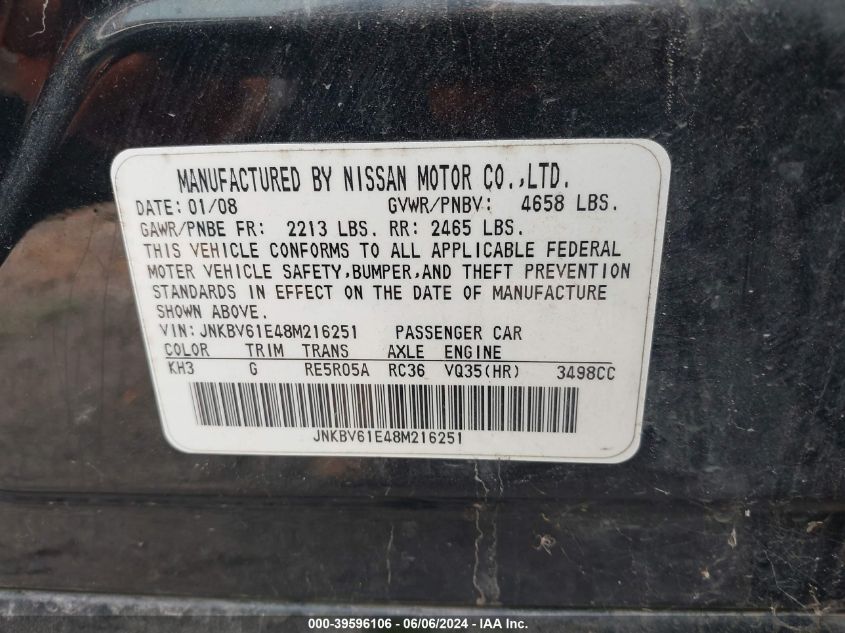 MANUFACTURED BY NISSAN MOTOR CO.,LTD.
DATE: 01/08 GVWR/PNBV: 4658 LBS.
GAWR/PNBE FR: 2213 LBS. RR: 2465 LBS.
THIS VEHICLE CONFORMS TO ALL APPLICABLE FEDERAL
MOTER VEHICLE SAFETY,BUMPER,AND THEFT PREVENTION
STANDARDS IN EFFECT ON THE DATE OF MANUFACTURE
SHOWN ABOVE.
VIN: JNKBV61E48M216251 PASSENGER CAR
COLOR TRIM TRANS AXLE ENGINE
KH3 G RE5R05A RC36 VQ35(HR) 3498CC
JNKBV61E48M216251
000-39596106 - 06/06/2024 - IAA Inc.